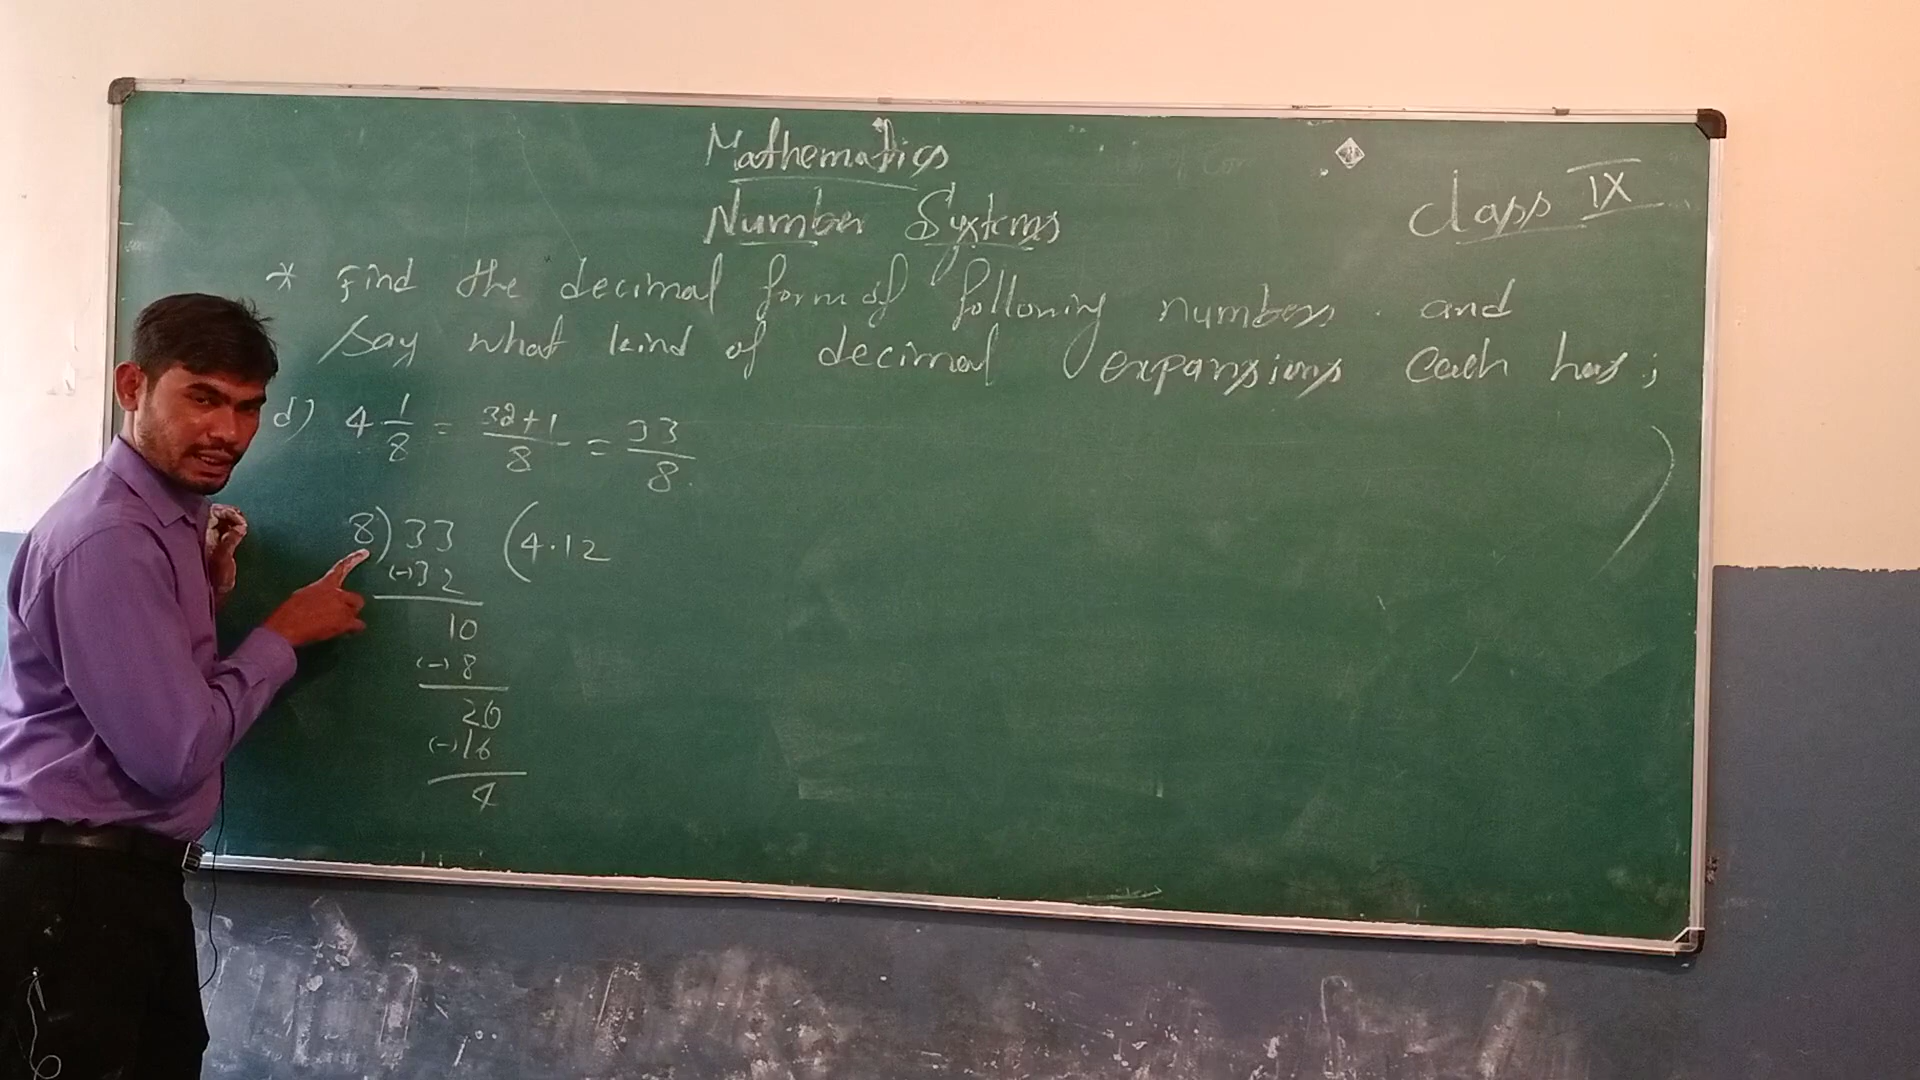 Mathematics
Number Systems
Class IX
* Find the decimal form of following numbers. and
say what kind of decimal expansions each has;
d) 4 1/8 = 32+1/8 = 33/8.
8)33 (4.12
(-)32
10
(-)8
20
(-)16
4